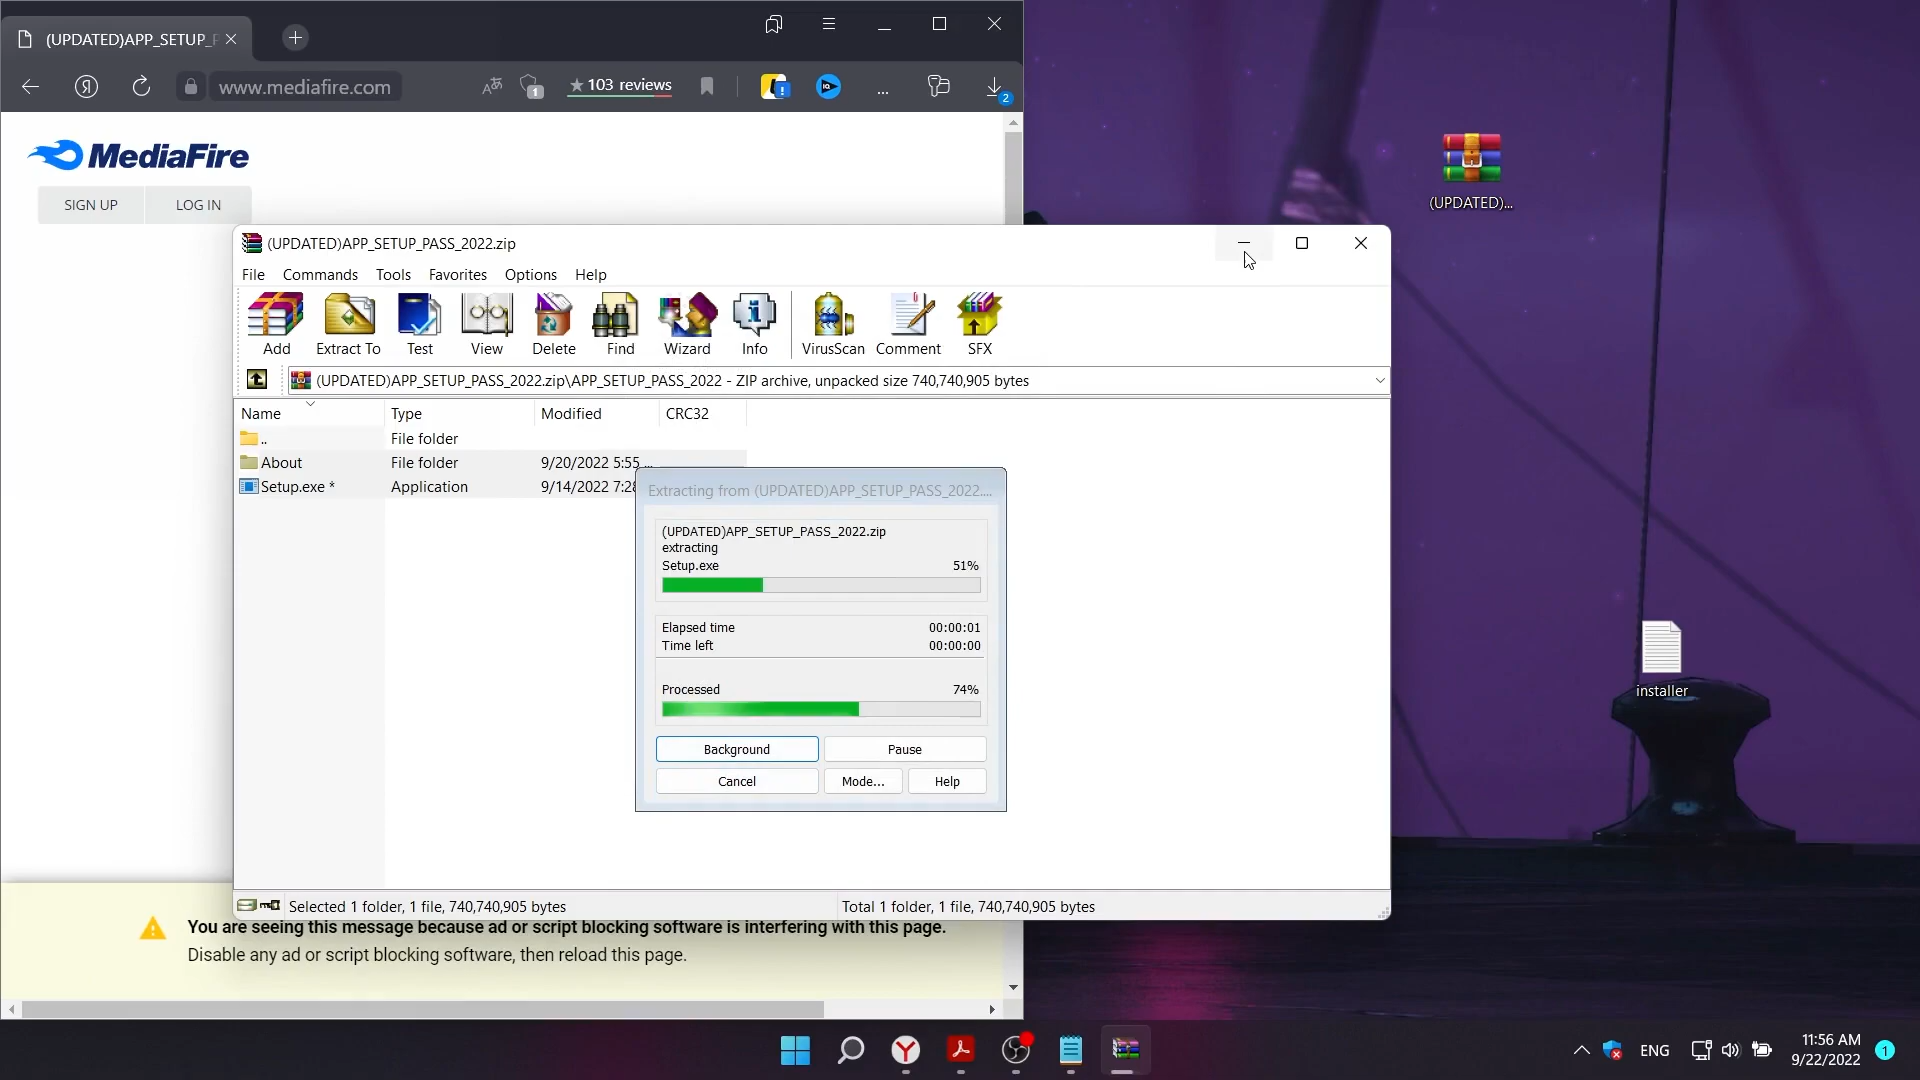 (UPDATED)APP_SETUP_P
www.mediafire.com
1
★ 103 reviews
...
2
MediaFire
SIGN UP
LOG IN
(UPDATED)...
installer
(UPDATED)APP_SETUP_PASS_2022.zip
File Commands Tools Favorites Options Help
Add Extract To Test View Delete Find Wizard Info VirusScan Comment SFX
(UPDATED)APP_SETUP_PASS_2022.zip\APP_SETUP_PASS_2022 - ZIP archive, unpacked size 740,740,905 bytes
Name Type Modified CRC32
.. File folder
About File folder 9/20/2022 5:55 ...
Setup.exe * Application 9/14/2022 7:28
Extracting from (UPDATED)APP_SETUP_PASS_2022....
(UPDATED)APP_SETUP_PASS_2022.zip
extracting
Setup.exe 51%
Elapsed time 00:00:01
Time left 00:00:00
Processed 74%
Background Pause
Cancel Mode... Help
Selected 1 folder, 1 file, 740,740,905 bytes
Total 1 folder, 1 file, 740,740,905 bytes
You are seeing this message because ad or script blocking software is interfering with this page.
Disable any ad or script blocking software, then reload this page.
ENG
11:56 AM
9/22/2022
1